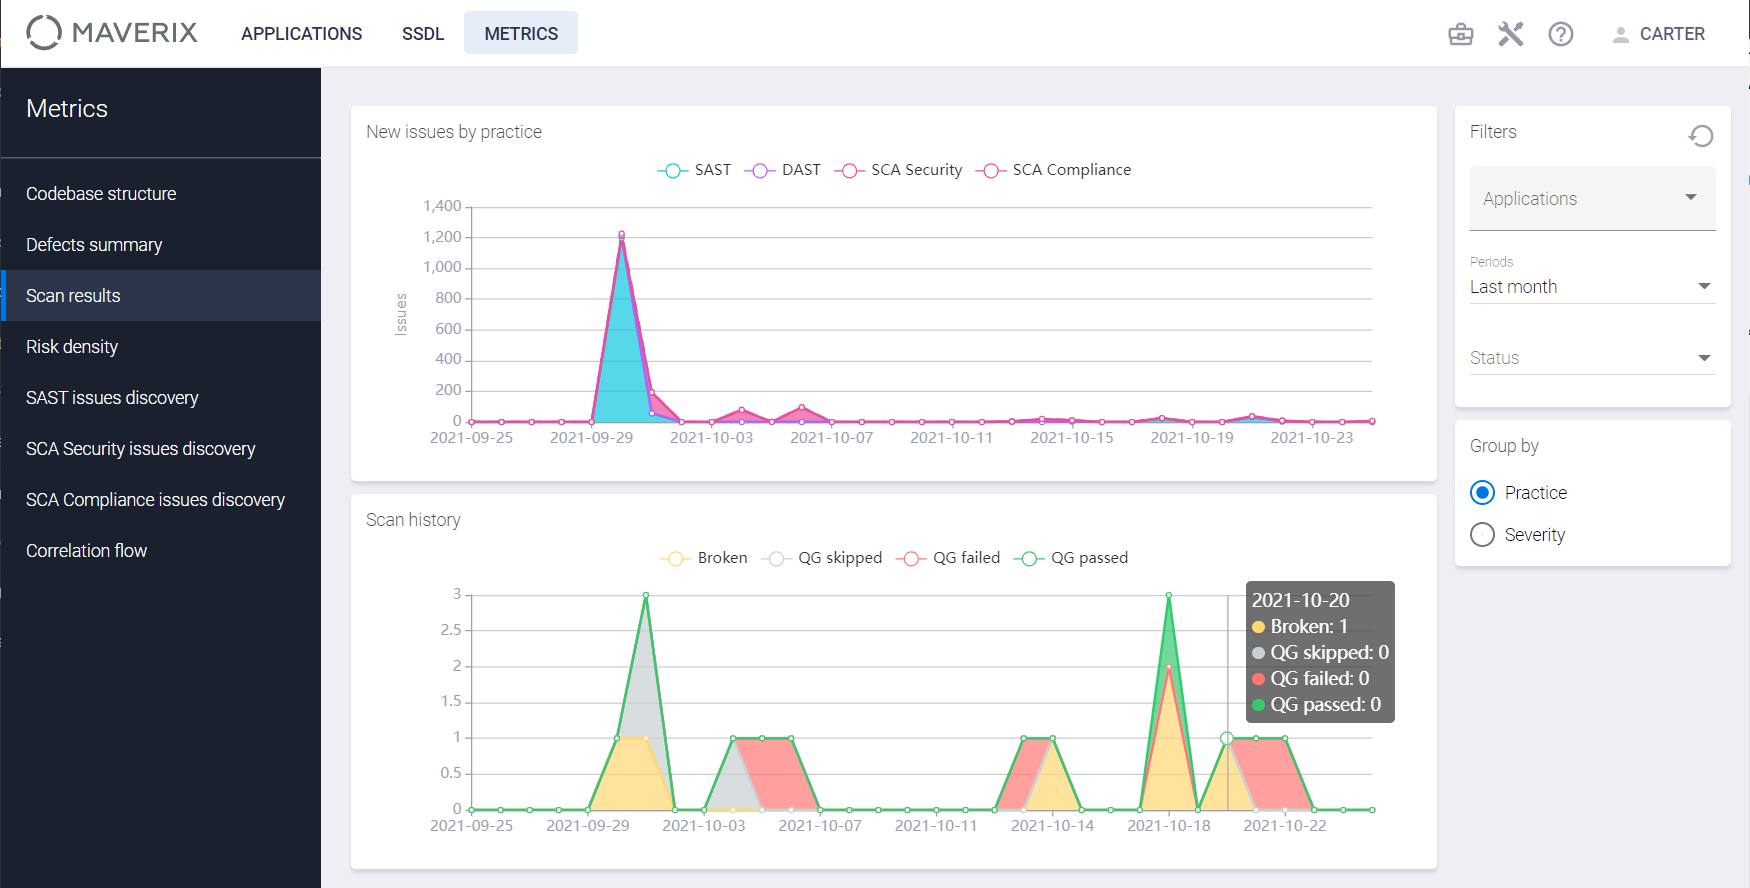 MAVERIX APPLICATIONS SSDL METRICS CARTER
Metrics
Codebase structure
Defects summary
Scan results
Risk density
SAST issues discovery
SCA Security issues discovery
SCA Compliance issues discovery
Correlation flow
New issues by practice
SAST DAST SCA Security SCA Compliance
Issues
1,400
1,200
1,000
800
600
400
200
0
2021-09-25 2021-09-29 2021-10-03 2021-10-07 2021-10-11 2021-10-15 2021-10-19 2021-10-23
Scan history
Broken QG skipped QG failed QG passed
3
2.5
2
1.5
1
0.5
0
2021-09-25 2021-09-29 2021-10-03 2021-10-07 2021-10-11 2021-10-14 2021-10-18 2021-10-22
2021-10-20
Broken: 1
QG skipped: 0
QG failed: 0
QG passed: 0
Filters
Applications
Periods
Last month
Status
Group by
Practice
Severity